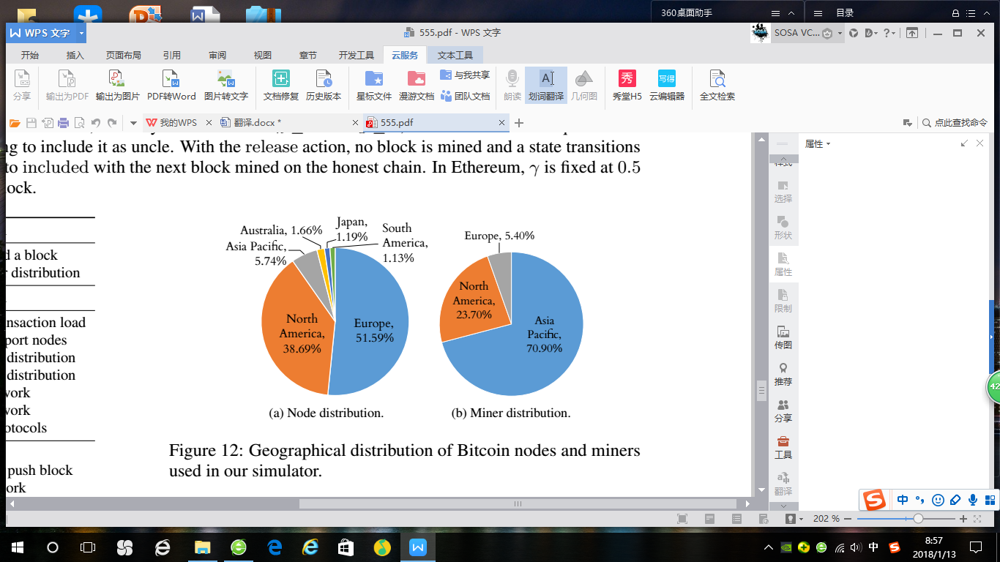 360桌面助手
目录
WPS 文字
555.pdf - WPS 文字
SOSA VC...
开始 插入 页面布局 引用 审阅 视图 章节 开发工具 云服务 文本工具
分享 输出为PDF 输出为图片 PDF转Word 图片转文字 文档修复 历史版本 星标文件 漫游文档 与我共享 团队文档 朗读 划词翻译 几何图 秀堂H5 云编辑器 全文检索
我的WPS 翻译.docx * 555.pdf 点此查找命令
ng to include it as uncle. With the release action, no block is mined and a state transitions
to included with the next block mined on the honest chain. In Ethereum, γ is fixed at 0.5
ock.
d a block
r distribution
nsaction load
port nodes
distribution
distribution
work
work
otocols
push block
ork
Australia, 1.66%
Japan,
1.19%
South
America,
1.13%
Asia Pacific,
5.74%
North
America,
38.69%
Europe,
51.59%
(a) Node distribution.
Europe, 5.40%
North
America,
23.70%
Asia
Pacific,
70.90%
(b) Miner distribution.
Figure 12: Geographical distribution of Bitcoin nodes and miners
used in our simulator.
属性
选择
形状
属性
限制
传图
推荐
分享
工具
翻译
42
中
202 %
中
8:57
2018/1/13